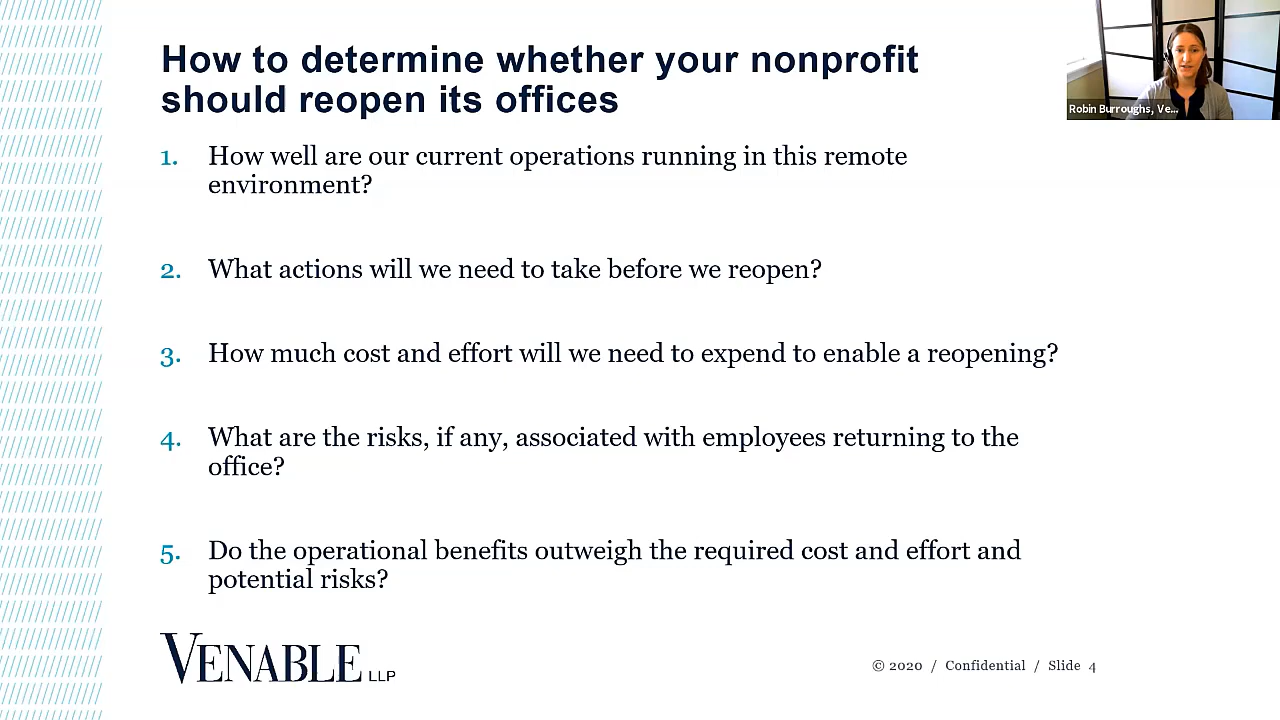 How to determine whether your nonprofit
should reopen its offices
Robin Burroughs, Ve...
1. How well are our current operations running in this remote
environment?
2. What actions will we need to take before we reopen?
3. How much cost and effort will we need to expend to enable a reopening?
4. What are the risks, if any, associated with employees returning to the
office?
5. Do the operational benefits outweigh the required cost and effort and
potential risks?
VENABLE LLP
© 2020 / Confidential / Slide 4